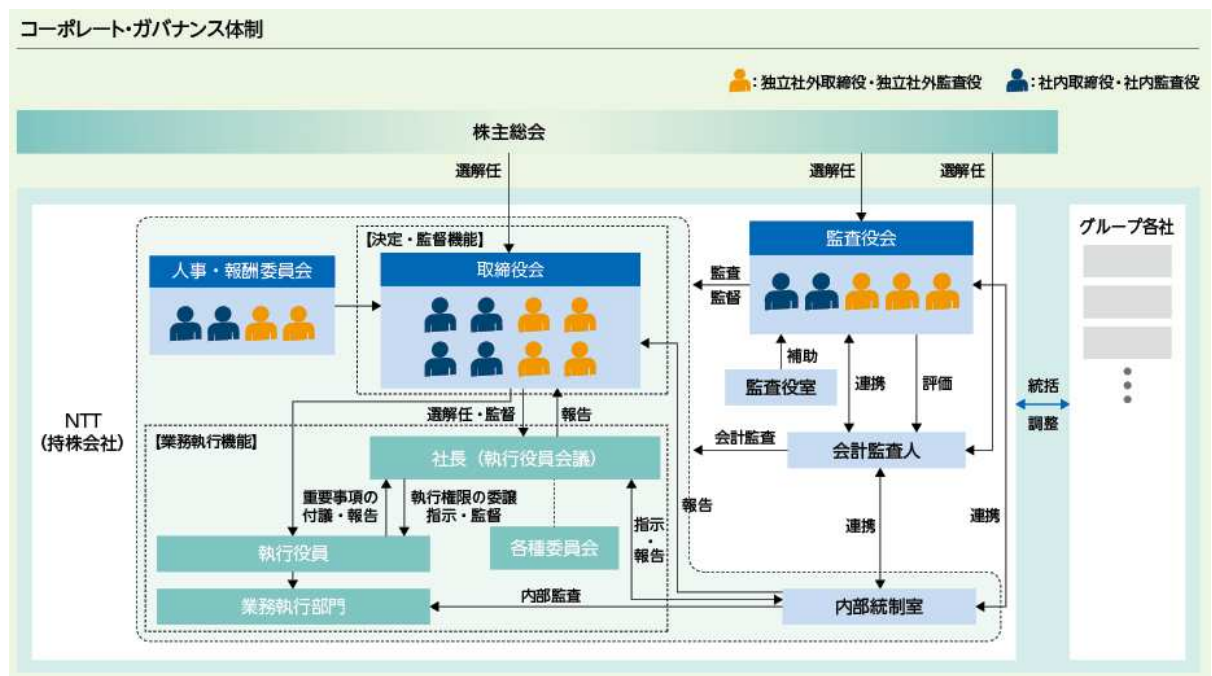 コーポレート・ガバナンス体制
：独立社外取締役・独立社外監査役
：社内取締役・社内監査役
株主総会
選解任
選解任
選解任
グループ各社
【決定・監督機能】
監査役会
人事・報酬委員会
取締役会
監査
監督
補助
監査役室
連携
評価
統括
調整
NTT
（持株会社）
選解任・監督
報告
【業務執行機能】
会計監査
会計監査人
社長（執行役員会議）
重要事項の
付議・報告
執行権限の委譲
指示・監督
報告
指示
・
報告
連携
連携
執行役員
各種委員会
業務執行部門
内部監査
内部統制室